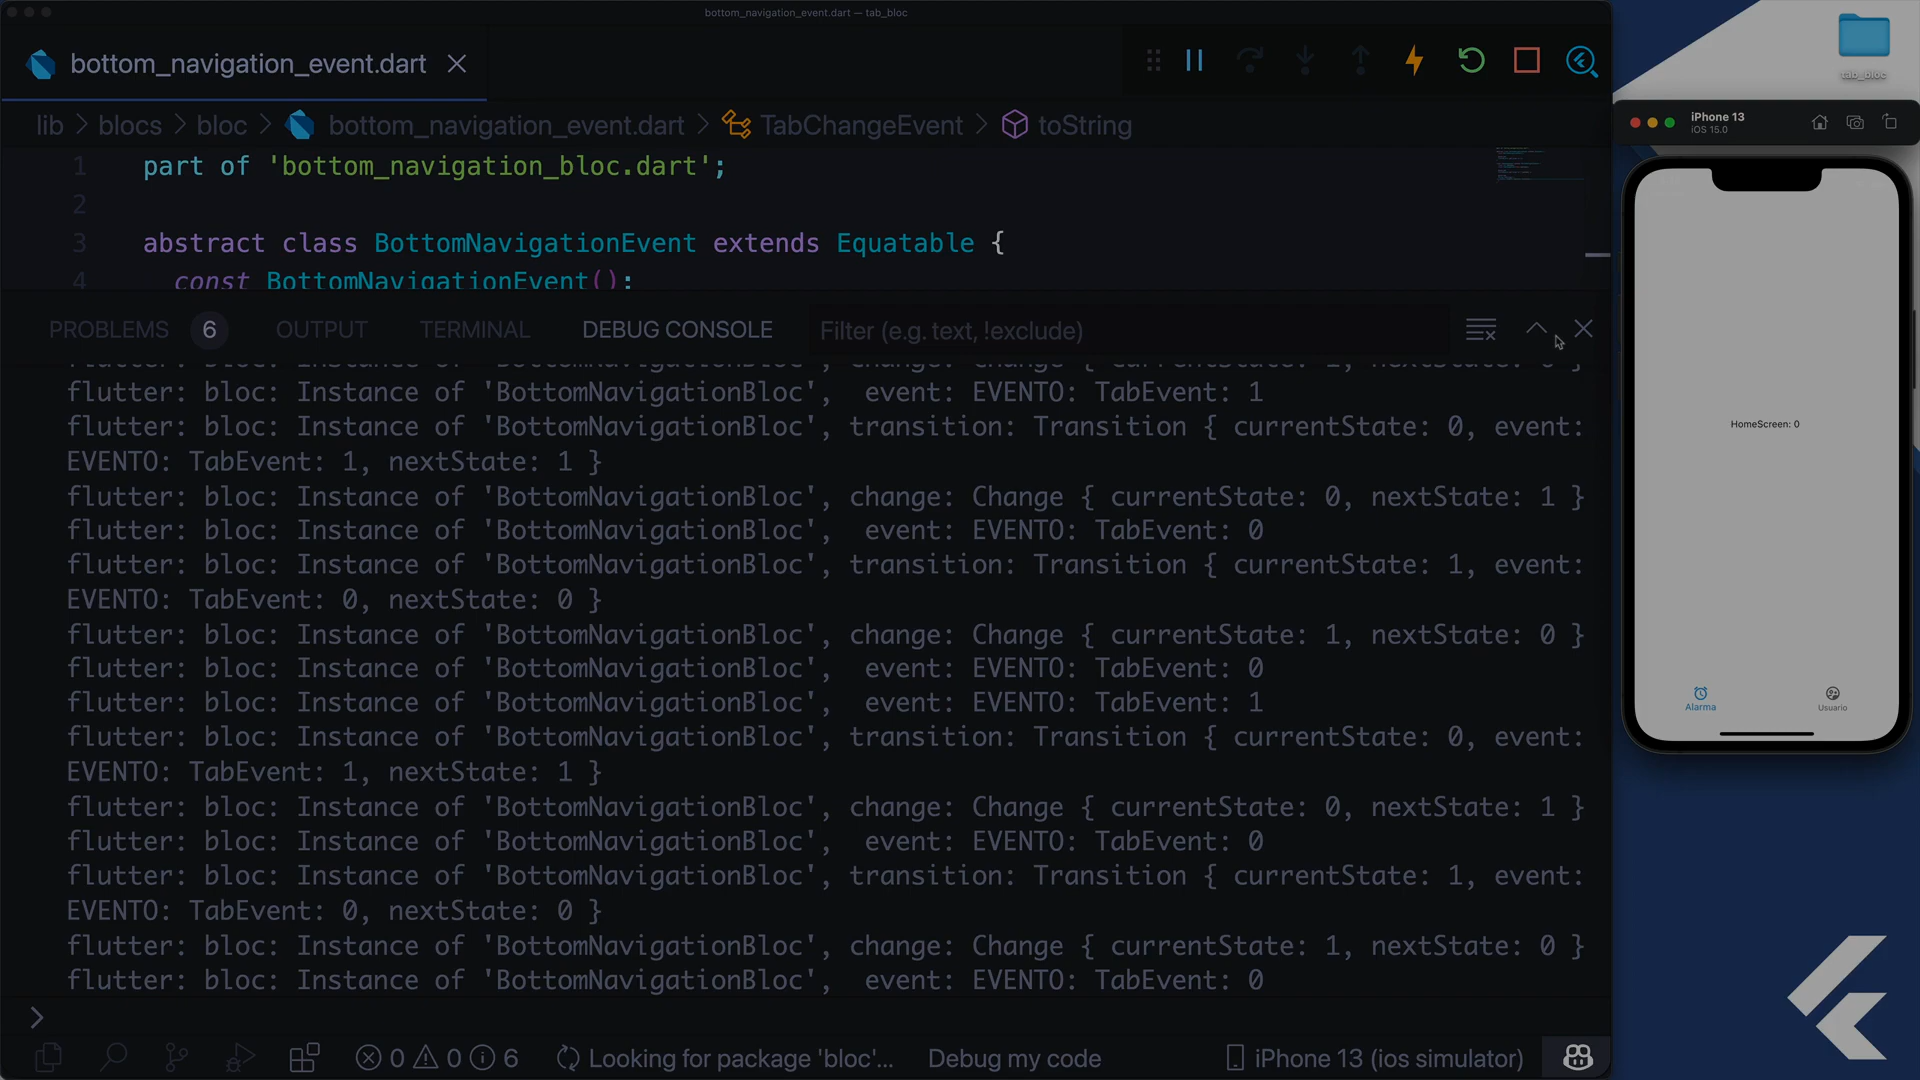 bottom_navigation_event.dart — tab_bloc
bottom_navigation_event.dart
lib > blocs > bloc > bottom_navigation_event.dart > TabChangeEvent > toString
1 part of 'bottom_navigation_bloc.dart';
2
3 abstract class BottomNavigationEvent extends Equatable {
4 const BottomNavigationEvent();
PROBLEMS 6 OUTPUT TERMINAL DEBUG CONSOLE Filter (e.g. text, !exclude)
flutter: bloc: Instance of 'BottomNavigationBloc', change: Change { currentState: 1, nextState: 0 }
flutter: bloc: Instance of 'BottomNavigationBloc',  event: EVENTO: TabEvent: 1
flutter: bloc: Instance of 'BottomNavigationBloc', transition: Transition { currentState: 0, event:
EVENTO: TabEvent: 1, nextState: 1 }
flutter: bloc: Instance of 'BottomNavigationBloc', change: Change { currentState: 0, nextState: 1 }
flutter: bloc: Instance of 'BottomNavigationBloc',  event: EVENTO: TabEvent: 0
flutter: bloc: Instance of 'BottomNavigationBloc', transition: Transition { currentState: 1, event:
EVENTO: TabEvent: 0, nextState: 0 }
flutter: bloc: Instance of 'BottomNavigationBloc', change: Change { currentState: 1, nextState: 0 }
flutter: bloc: Instance of 'BottomNavigationBloc',  event: EVENTO: TabEvent: 0
flutter: bloc: Instance of 'BottomNavigationBloc',  event: EVENTO: TabEvent: 1
flutter: bloc: Instance of 'BottomNavigationBloc', transition: Transition { currentState: 0, event:
EVENTO: TabEvent: 1, nextState: 1 }
flutter: bloc: Instance of 'BottomNavigationBloc', change: Change { currentState: 0, nextState: 1 }
flutter: bloc: Instance of 'BottomNavigationBloc',  event: EVENTO: TabEvent: 0
flutter: bloc: Instance of 'BottomNavigationBloc', transition: Transition { currentState: 1, event:
EVENTO: TabEvent: 0, nextState: 0 }
flutter: bloc: Instance of 'BottomNavigationBloc', change: Change { currentState: 1, nextState: 0 }
flutter: bloc: Instance of 'BottomNavigationBloc',  event: EVENTO: TabEvent: 0
0 0 6 Looking for package 'bloc'... Debug my code iPhone 13 (ios simulator)
tab_bloc
iPhone 13
iOS 15.0
HomeScreen: 0
Alarma Usuario